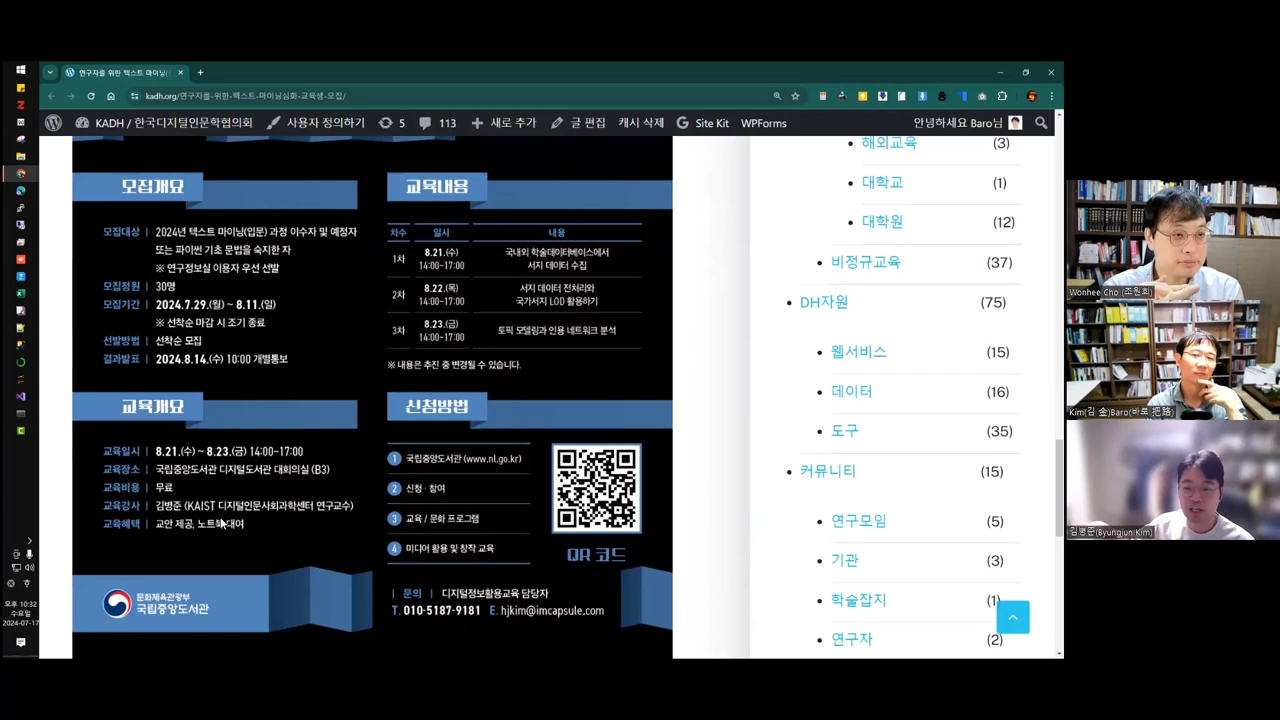 연구자를 위한 텍스트 마이닝(
kadh.org/연구자를-위한-텍스트-마이닝심화-교육생-모집/
KADH / 한국디지털인문학협의회
사용자 정의하기
5
113
새로 추가
글 편집
캐시 삭제
Site Kit
WPForms
안녕하세요 Baro님
모집개요
모집대상 | 2024년 텍스트 마이닝(입문) 과정 이수자 및 예정자
또는 파이썬 기초 문법을 숙지한 자
※ 연구정보실 이용자 우선 선발
모집정원 | 30명
모집기간 | 2024.7.29.(월) ~ 8.11.(일)
※ 선착순 마감 시 조기 종료
선발방법 | 선착순 모집
결과발표 | 2024.8.14.(수) 10:00 개별통보
교육내용
차수 일시 내용
1차 8.21.(수) 14:00~17:00 국내외 학술데이터베이스에서
서지 데이터 수집
2차 8.22.(목) 14:00~17:00 서지 데이터 전처리와
국가서지 LOD 활용하기
3차 8.23.(금) 14:00~17:00 토픽 모델링과 인용 네트워크 분석
※ 내용은 추진 중 변경될 수 있습니다.
교육개요
교육일시 | 8.21.(수) ~ 8.23.(금) 14:00~17:00
교육장소 | 국립중앙도서관 디지털도서관 대회의실 (B3)
교육비용 | 무료
교육강사 | 김병준 (KAIST 디지털인문사회과학센터 연구교수)
교육혜택 | 교안 제공, 노트북 대여
신청방법
1 국립중앙도서관 (www.nl.go.kr)
2 신청 · 참여
3 교육 / 문화 프로그램
4 미디어 활용 및 창작 교육
QR 코드
문화체육관광부
국립중앙도서관
| 문의 | 디지털정보활용교육 담당자
T. 010-5187-9181 E. hjkim@imcapsule.com
해외교육 (3)
대학교 (1)
대학원 (12)
비정규교육 (37)
DH자원 (75)
웹서비스 (15)
데이터 (16)
도구 (35)
커뮤니티 (15)
연구모임 (5)
기관 (3)
학술잡지 (1)
연구자 (2)
Wonhee Cho (조원희)
Kim(김 金)Baro(바로 把路)
김병준(Byungjun Kim)
오후 10:32
수요일
2024-07-17